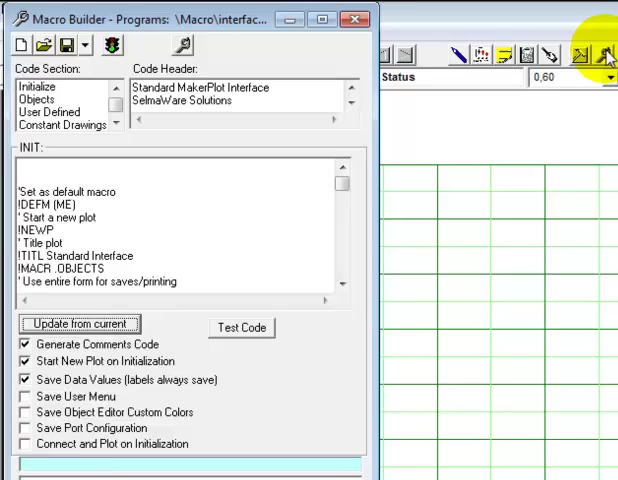 Macro Builder - Programs: \Macro\interfac...
Status
0,60
Code Section:
Code Header:
Initialize
Objects
User Defined
Constant Drawings
Standard MakerPlot Interface
SelmaWare Solutions
INIT:
'Set as default macro
!DEFM (ME)
' Start a new plot
!NEWP
' Title plot
!TITL Standard Interface
!MACR .OBJECTS
' Use entire form for saves/printing
Update from current
Test Code
Generate Comments Code
Start New Plot on Initialization
Save Data Values (labels always save)
Save User Menu
Save Object Editor Custom Colors
Save Port Configuration
Connect and Plot on Initialization